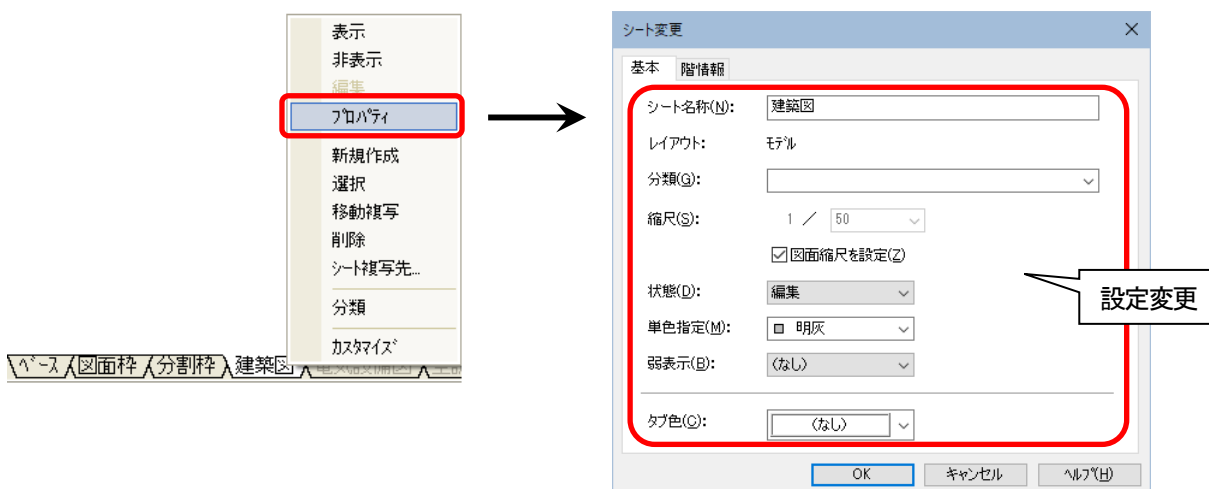 表示
非表示
編集
プロパティ
新規作成
選択
移動複写
削除
シート複写先...
分類
カスタマイズ
ベース
図面枠
分割枠
建築図
電気設備図
シート変更
基本
階情報
シート名称(N):
建築図
レイアウト:
モデル
分類(G):
縮尺(S):
1 / 50
図面縮尺を設定(Z)
状態(D):
編集
単色指定(M):
明灰
弱表示(B):
(なし)
タブ色(C):
(なし)
OK
キャンセル
ヘルプ(H)
設定変更